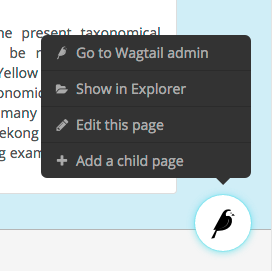 ne present taxonomical
be
Go to Wagtail admin
Yellow
Show in Explorer
onomic
many
Edit this page
ekong
g exam
Add a child page